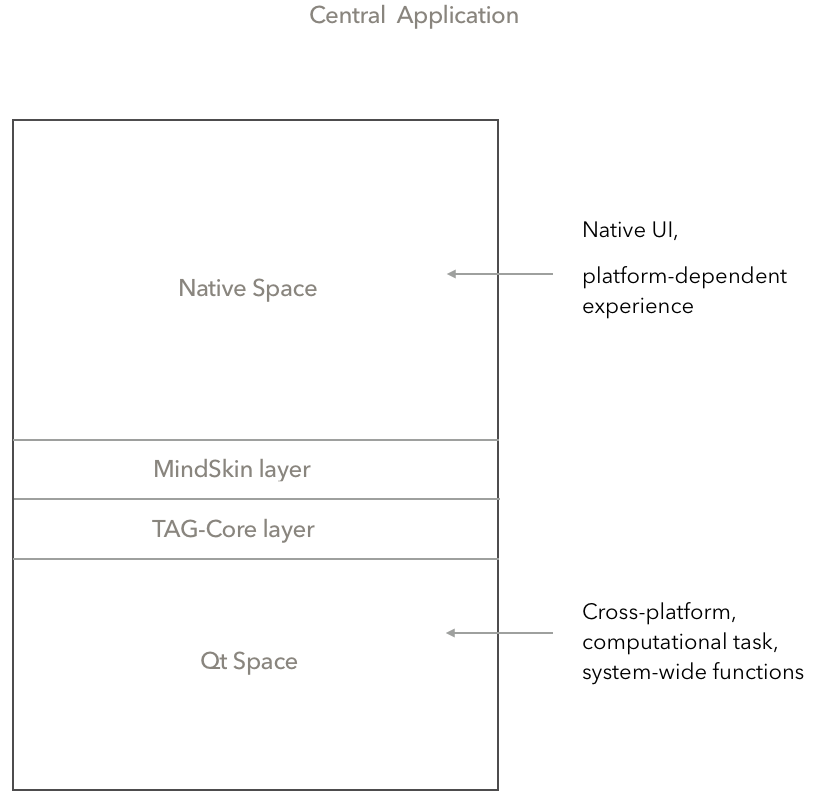 Central Application
Native UI,
platform-dependent
experience
Native Space
MindSkin layer
TAG-Core layer
Cross-platform,
computational task,
system-wide functions
Qt Space